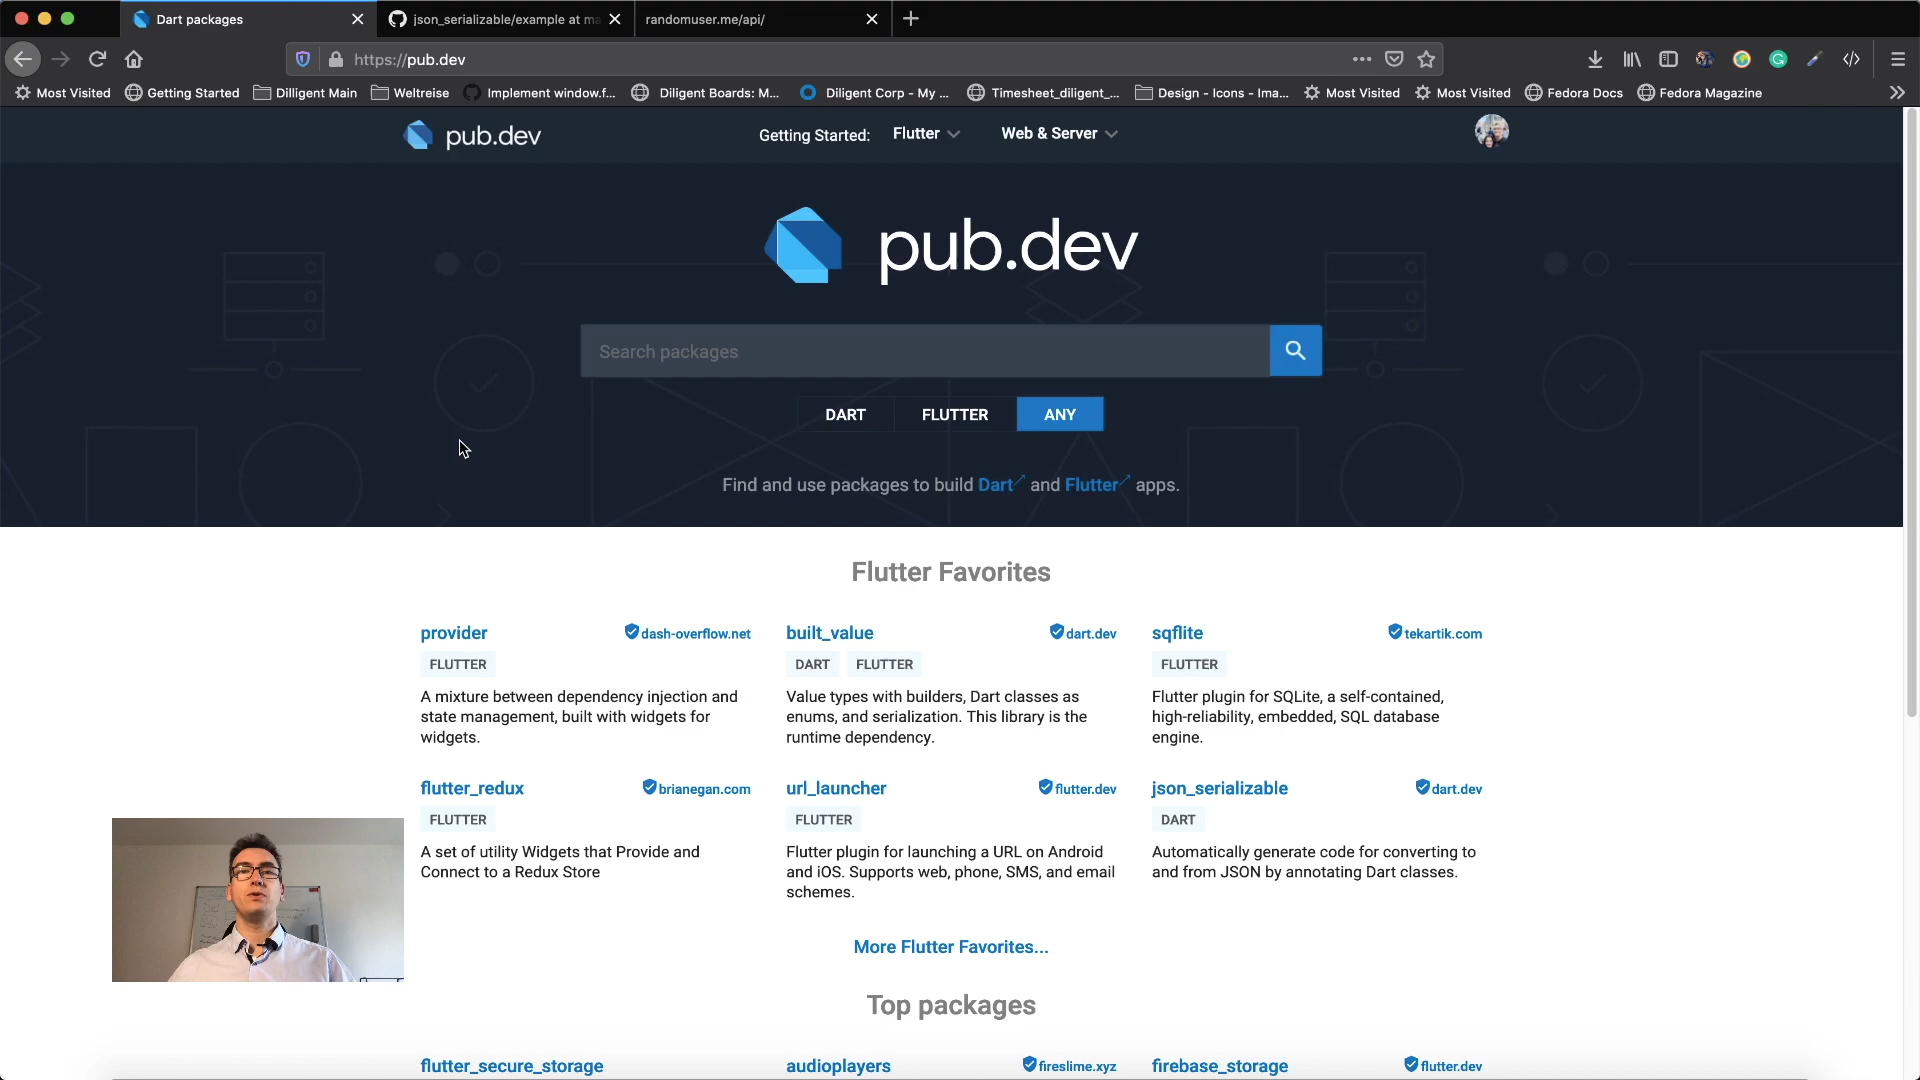 Dart packages
json_serializable/example at ma
randomuser.me/api/
https://pub.dev
Most Visited
Getting Started
Dilligent Main
Weltreise
Implement window.f...
Diligent Boards: M...
Diligent Corp - My ...
Timesheet_diligent_...
Design - Icons - Ima...
Most Visited
Most Visited
Fedora Docs
Fedora Magazine
pub.dev
Getting Started:
Flutter
Web & Server
pub.dev
Search packages
DART
FLUTTER
ANY
Find and use packages to build Dart and Flutter apps.
Flutter Favorites
provider
dash-overflow.net
FLUTTER
A mixture between dependency injection and
state management, built with widgets for
widgets.
built_value
dart.dev
DART
FLUTTER
Value types with builders, Dart classes as
enums, and serialization. This library is the
runtime dependency.
sqflite
tekartik.com
FLUTTER
Flutter plugin for SQLite, a self-contained,
high-reliability, embedded, SQL database
engine.
flutter_redux
brianegan.com
FLUTTER
A set of utility Widgets that Provide and
Connect to a Redux Store
url_launcher
flutter.dev
FLUTTER
Flutter plugin for launching a URL on Android
and iOS. Supports web, phone, SMS, and email
schemes.
json_serializable
dart.dev
DART
Automatically generate code for converting to
and from JSON by annotating Dart classes.
More Flutter Favorites...
Top packages
flutter_secure_storage
audioplayers
fireslime.xyz
firebase_storage
flutter.dev